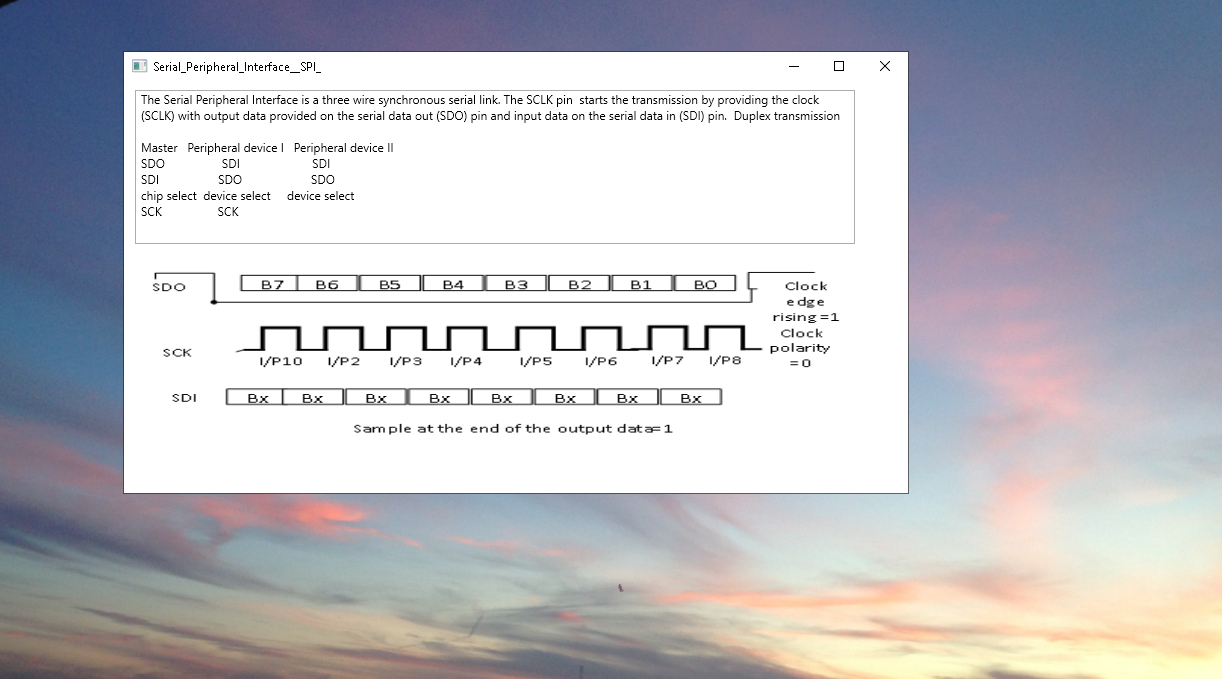 Serial_Peripheral_Interface__SPI_
The Serial Peripheral Interface is a three wire synchronous serial link. The SCLK pin  starts the transmission by providing the clock
(SCLK) with output data provided on the serial data out (SDO) pin and input data on the serial data in (SDI) pin.  Duplex transmission
Master   Peripheral device I   Peripheral device II
SDO   SDI   SDI
SDI   SDO   SDO
chip select  device select   device select
SCK   SCK
SDO B7 B6 B5 B4 B3 B2 B1 B0
Clock
edge
rising =1
Clock
polarity
=0
SCK
I/P10 I/P2 I/P3 I/P4 I/P5 I/P6 I/P7 I/P8
SDI Bx Bx Bx Bx Bx Bx Bx Bx
Sample at the end of the output data=1